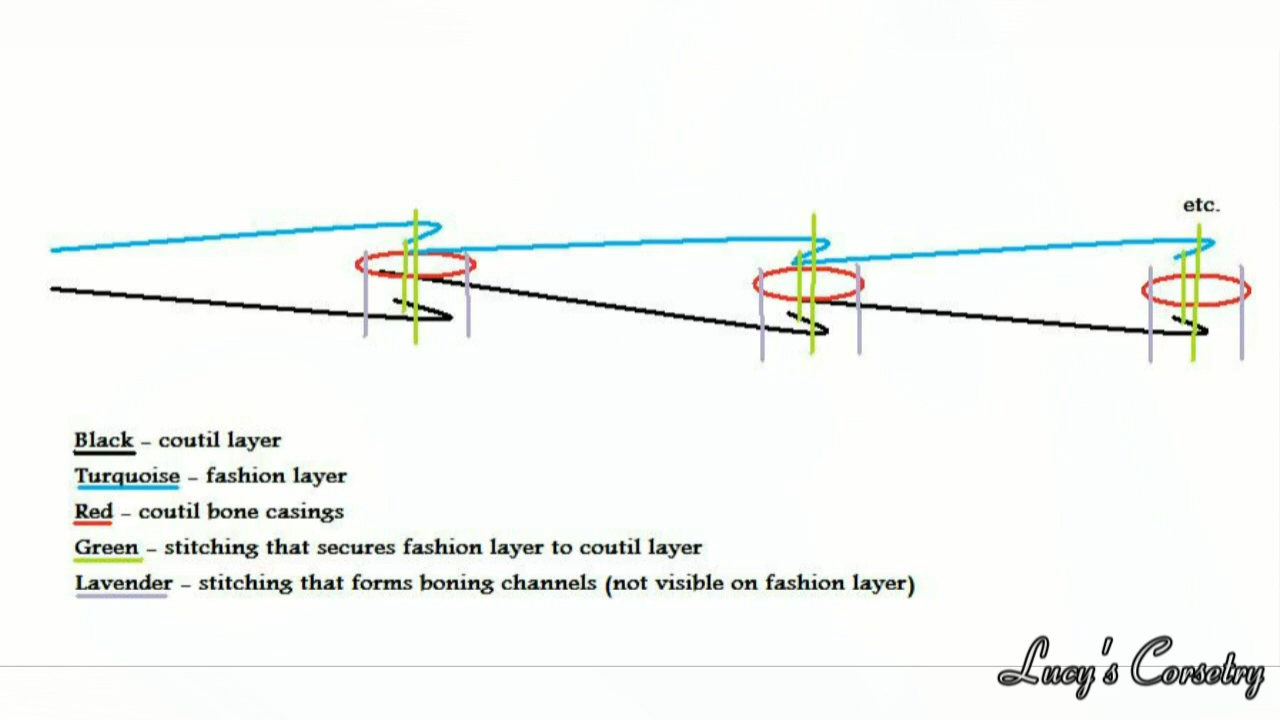 etc.
Black – coutil layer
Turquoise – fashion layer
Red – coutil bone casings
Green – stitching that secures fashion layer to coutil layer
Lavender – stitching that forms boning channels (not visible on fashion layer)
Lucy's Corsetry